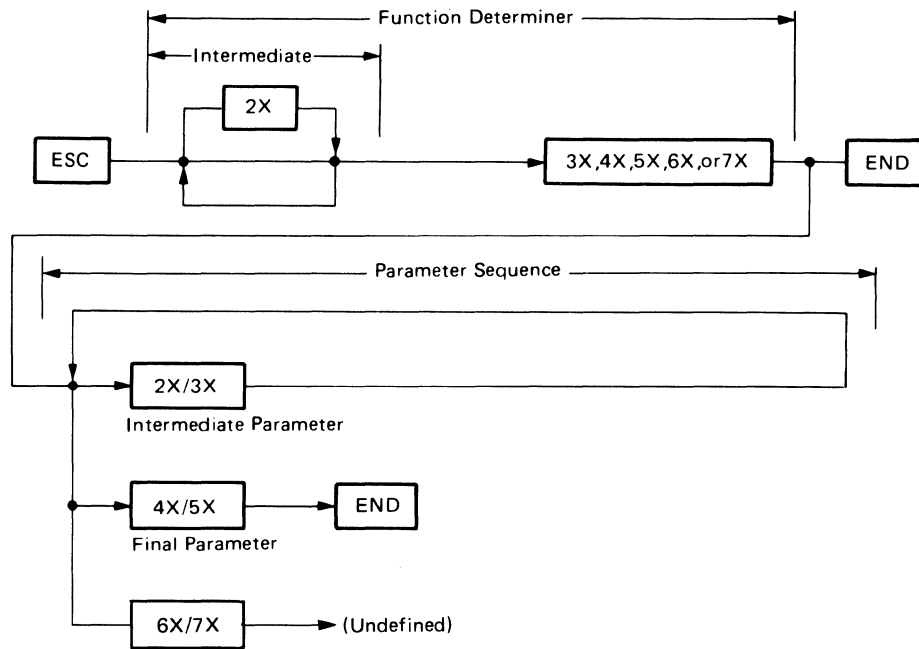 Function Determiner
Intermediate
2X
ESC
3X,4X,5X,6X,or7X
END
Parameter Sequence
2X/3X
Intermediate Parameter
4X/5X
END
Final Parameter
6X/7X
(Undefined)